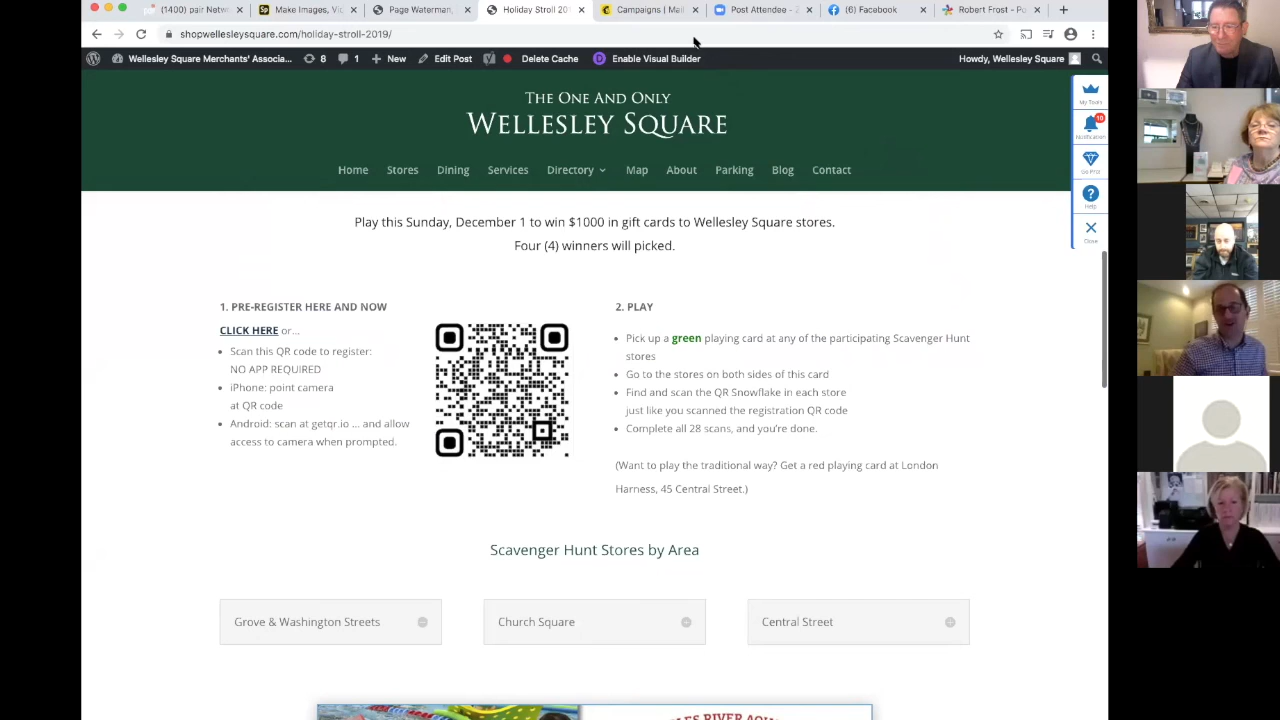 (1400) pair Netw
Make Images, Vi
Page Waterman,
Holiday Stroll 201
Campaigns | Mail
Post Attendee - Z
(6) Facebook
Robert Frost - Po
shopwellesleysquare.com/holiday-stroll-2019/
Wellesley Square Merchants' Associa... 8 1 New Edit Post Delete Cache Enable Visual Builder Howdy, Wellesley Square
THE ONE AND ONLY
WELLESLEY SQUARE
Home Stores Dining Services Directory Map About Parking Blog Contact
My Team
10
Notification
Go Pro!
Help
Close
Play this Sunday, December 1 to win $1000 in gift cards to Wellesley Square stores.
Four (4) winners will picked.
1. PRE-REGISTER HERE AND NOW
CLICK HERE or...
Scan this QR code to register:
NO APP REQUIRED
iPhone: point camera
at QR code
Android: scan at getqr.io ... and allow
access to camera when prompted.
2. PLAY
Pick up a green playing card at any of the participating Scavenger Hunt
stores
Go to the stores on both sides of this card
Find and scan the QR Snowflake in each store
just like you scanned the registration QR code
Complete all 28 scans, and you're done.
(Want to play the traditional way? Get a red playing card at London
Harness, 45 Central Street.)
Scavenger Hunt Stores by Area
Grove & Washington Streets
Church Square
Central Street